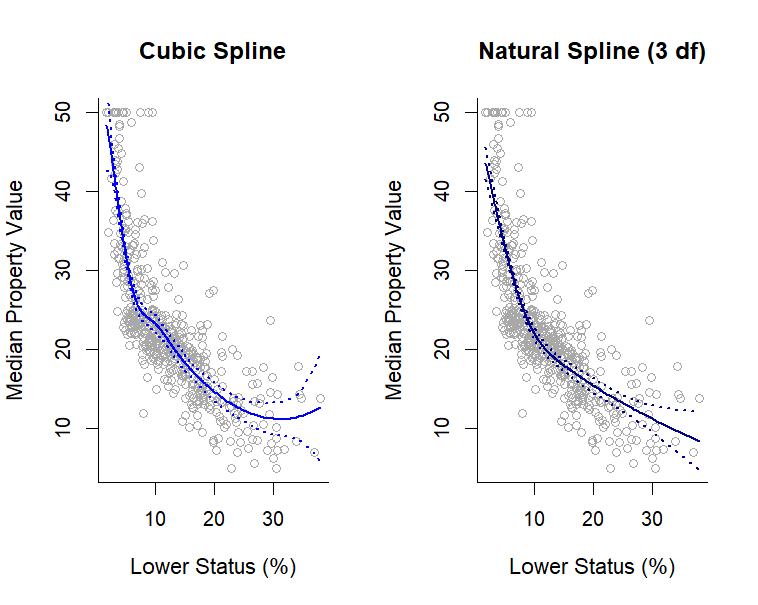 Cubic Spline
Median Property Value
50
40
30
20
10
10 20 30
Lower Status (%)
Natural Spline (3 df)
Median Property Value
50
40
30
20
10
10 20 30
Lower Status (%)